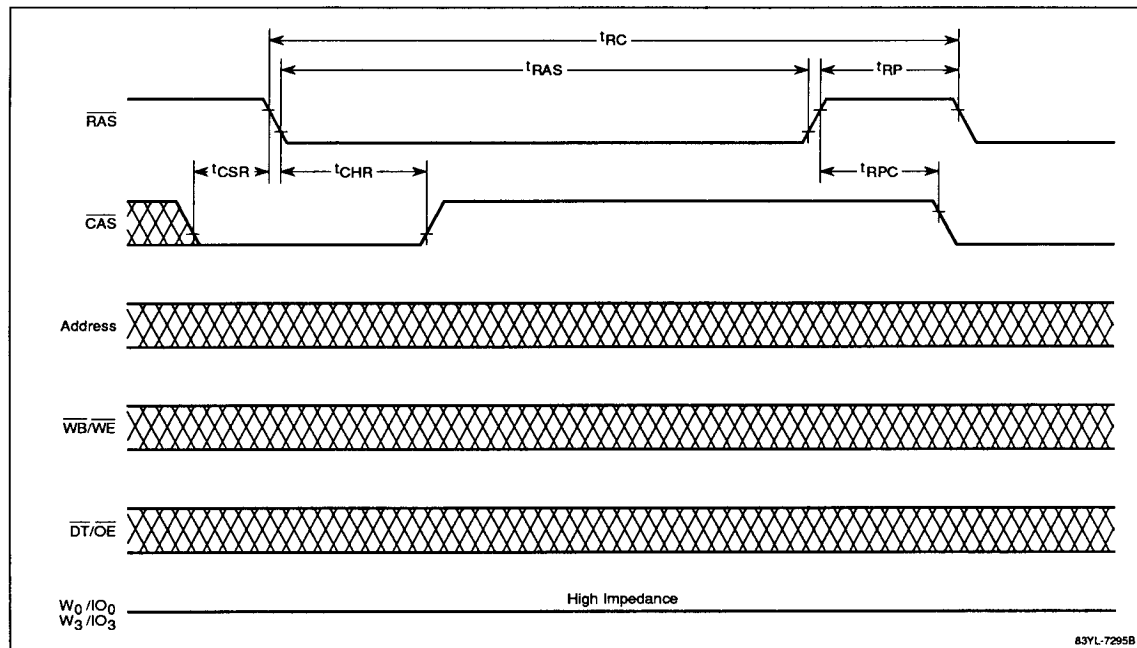 tRC
tRAS
tRP
RAS
tCSR
tCHR
tRPC
CAS
Address
WB/WE
DT/OE
W0/IO0
W3/IO3
High Impedance
83YL-7295B